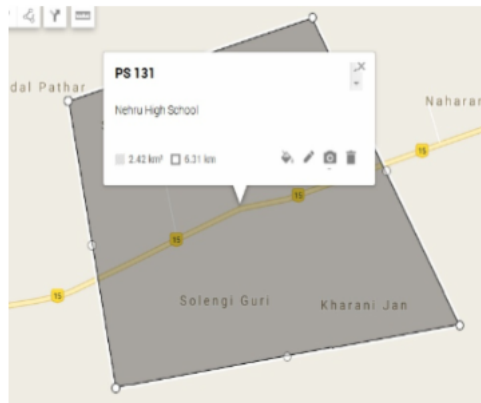 PS 131
dal Pathar
Nehru High School
Naharan
2.42 km² 6.31 km
15
15
15
15
Solengi Guri
Kharani Jan